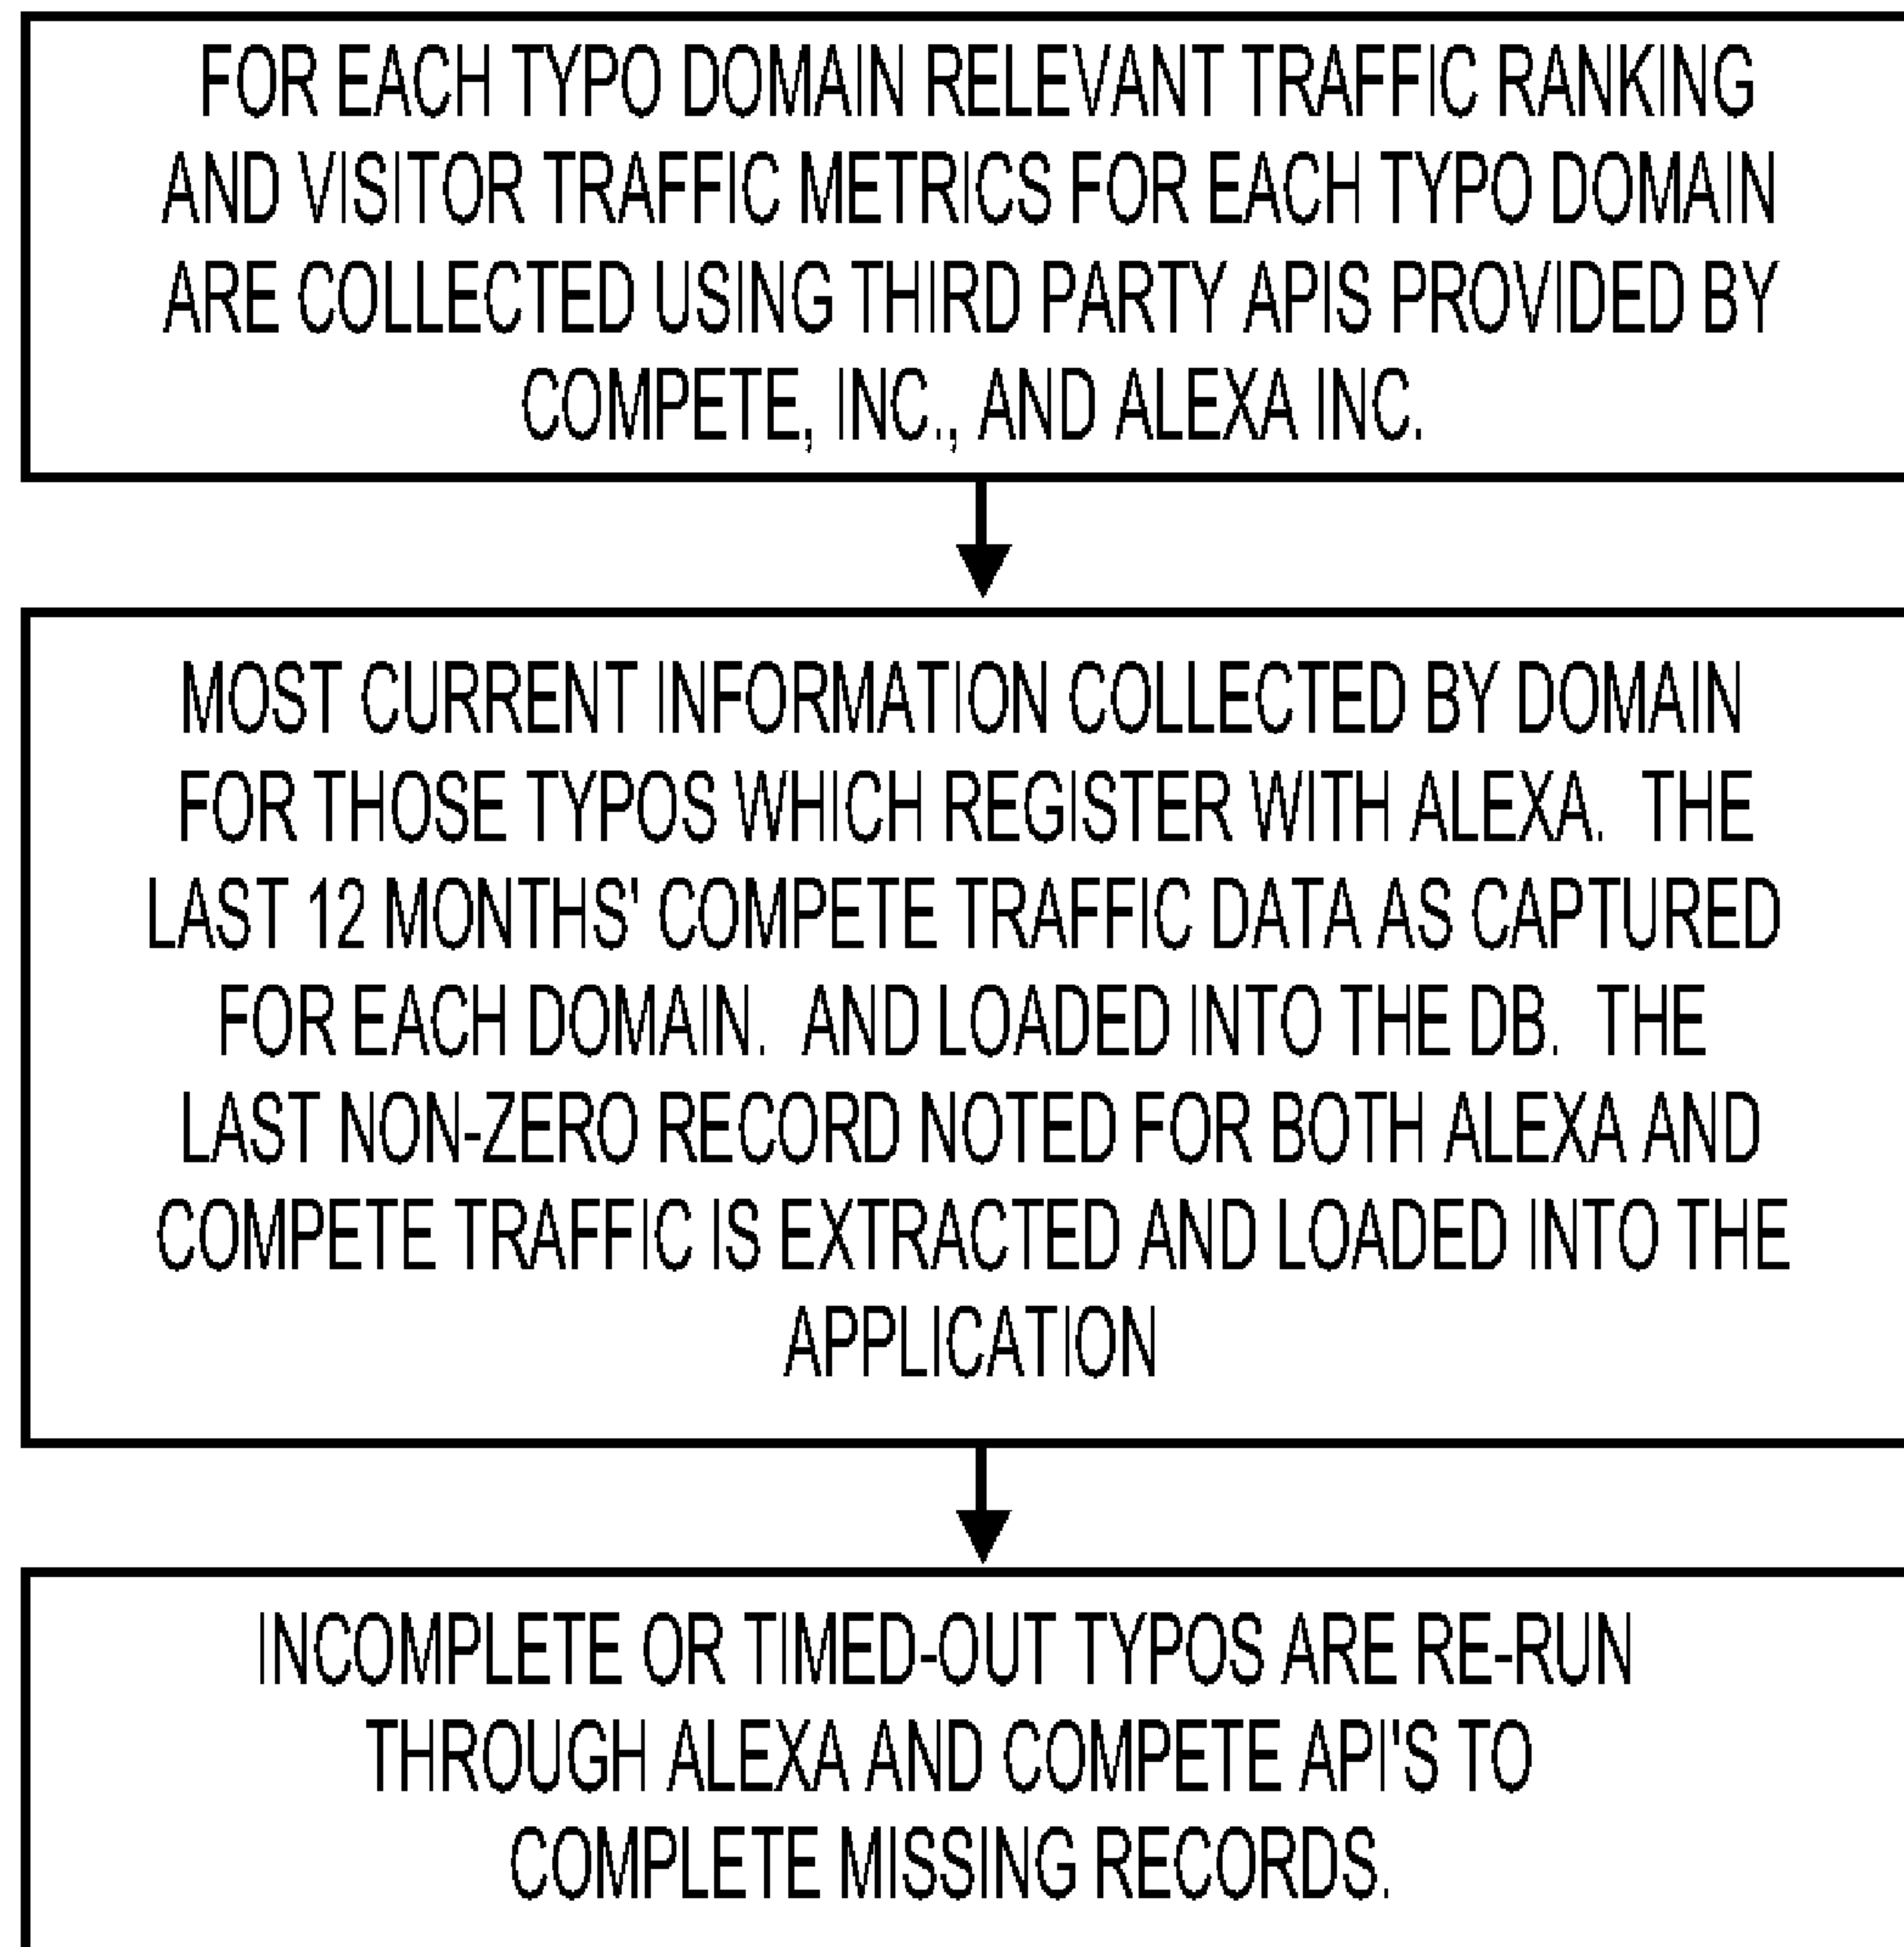 FOR EACH TYPO DOMAIN RELEVANT TRAFFIC RANKING
AND VISITOR TRAFFIC METRICS FOR EACH TYPO DOMAIN
ARE COLLECTED USING THIRD PARTY APIS PROVIDED BY
COMPETE, INC., AND ALEXA INC.
MOST CURRENT INFORMATION COLLECTED BY DOMAIN
FOR THOSE TYPOS WHICH REGISTER WITH ALEXA.  THE
LAST 12 MONTHS' COMPETE TRAFFIC DATA AS CAPTURED
FOR EACH DOMAIN.  AND LOADED INTO THE DB.  THE
LAST NON-ZERO RECORD NOTED FOR BOTH ALEXA AND
COMPETE TRAFFIC IS EXTRACTED AND LOADED INTO THE
APPLICATION
INCOMPLETE OR TIMED-OUT TYPOS ARE RE-RUN
THROUGH ALEXA AND COMPETE API'S TO
COMPLETE MISSING RECORDS.